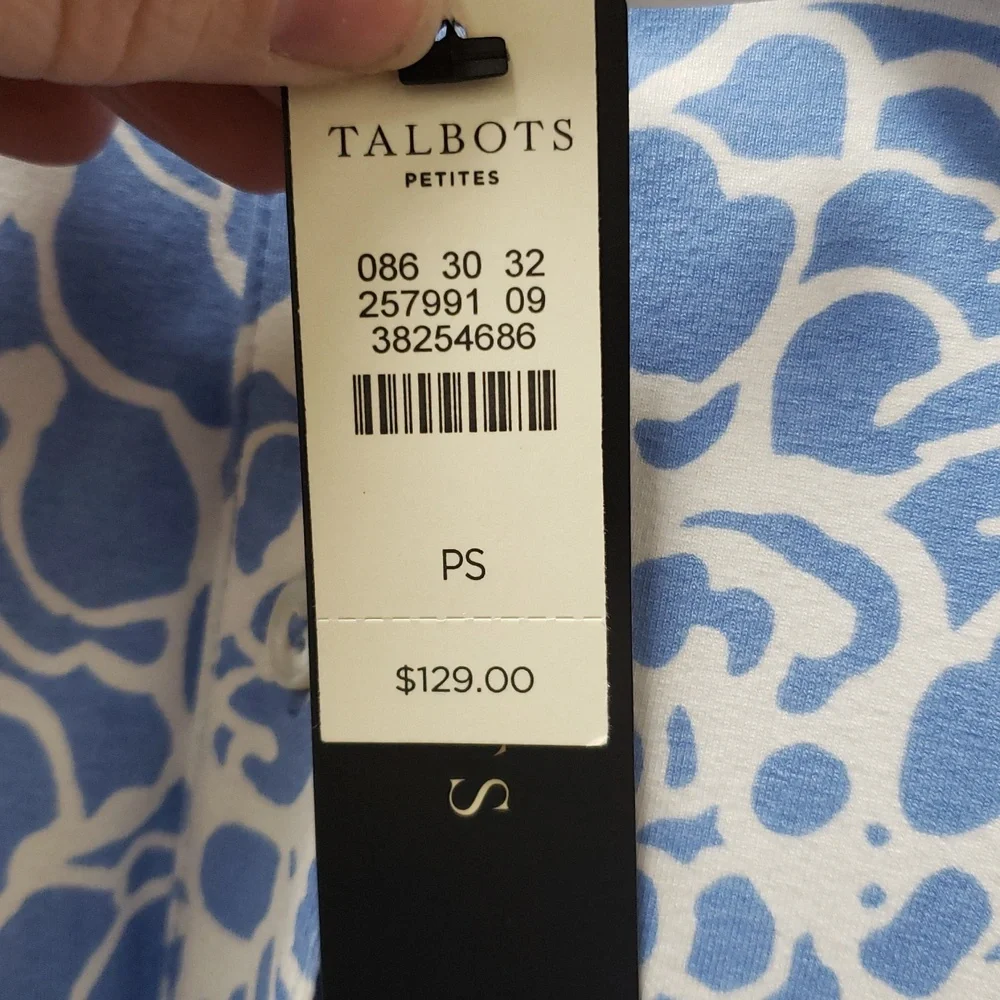 TALBOTS
PETITES
086 30 32
257991 09
38254686
PS
$129.00
S